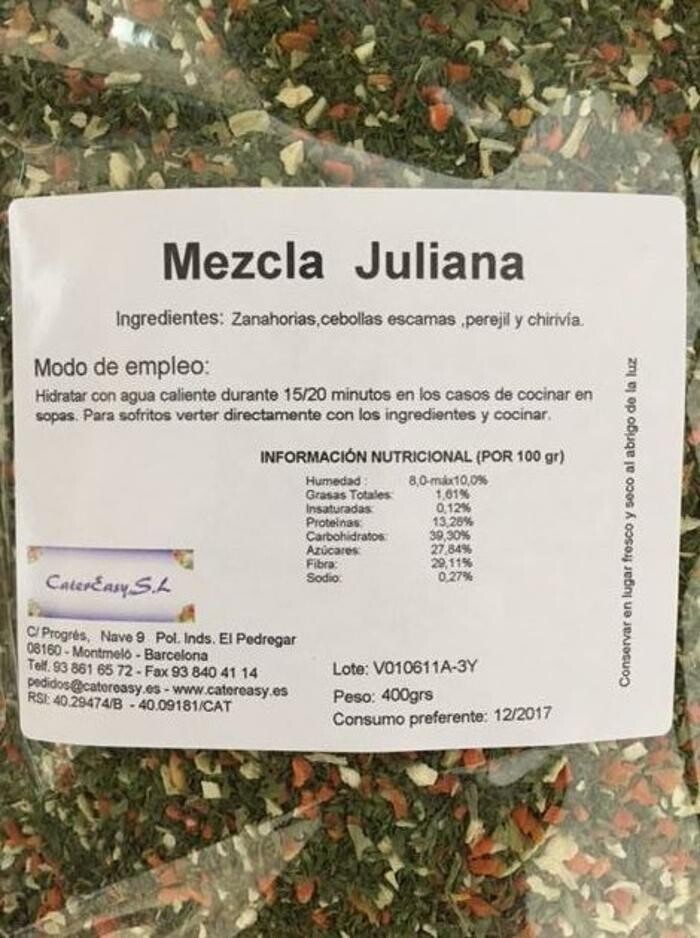 Mezcla Juliana
Ingredientes: Zanahorias,cebollas escamas ,perejil y chirivía.
Modo de empleo:
Hidratar con agua caliente durante 15/20 minutos en los casos de cocinar en
sopas. Para sofritos verter directamente con los ingredientes y cocinar.
INFORMACIÓN NUTRICIONAL (POR 100 gr)
Humedad : 8,0-máx10,0%
Grasas Totales: 1,61%
Insaturadas: 0,12%
Proteinas: 13,28%
Carbohidratos: 39,30%
Azúcares: 27,84%
Fibra: 29,11%
Sodio: 0,27%
Conservar en lugar fresco y seco al abrigo de la luz
CaterEasy S.L
C/ Progrés, Nave 9 Pol. Inds. El Pedregar
08160 - Montmeló - Barcelona
Telf. 93 861 65 72 - Fax 93 840 41 14
pedidos@catereasy.es - www.catereasy.es
RSI: 40.29474/B - 40.09181/CAT
Lote: V010611A-3Y
Peso: 400grs
Consumo preferente: 12/2017